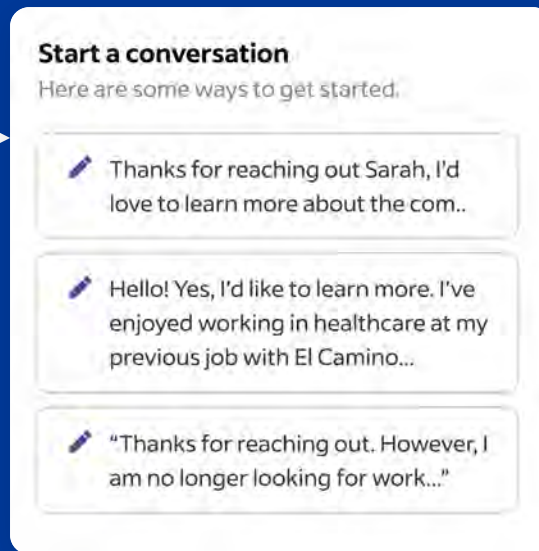 Start a conversation
Here are some ways to get started.
Thanks for reaching out Sarah, I'd
love to learn more about the com..
Hello! Yes, I'd like to learn more. I've
enjoyed working in healthcare at my
previous job with El Camino...
“Thanks for reaching out. However, I
am no longer looking for work...”